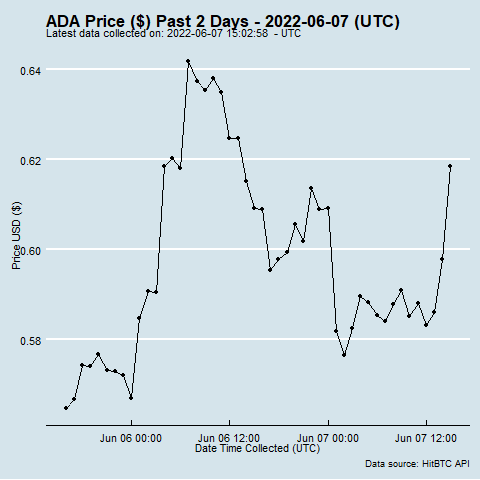 ADA Price ($) Past 2 Days - 2022-06-07 (UTC)
Latest data collected on: 2022-06-07 15:02:58 - UTC
0.64
0.62
0.60
0.58
Price USD ($)
Jun 06 00:00 Jun 06 12:00 Jun 07 00:00 Jun 07 12:00
Date Time Collected (UTC)
Data source: HitBTC API